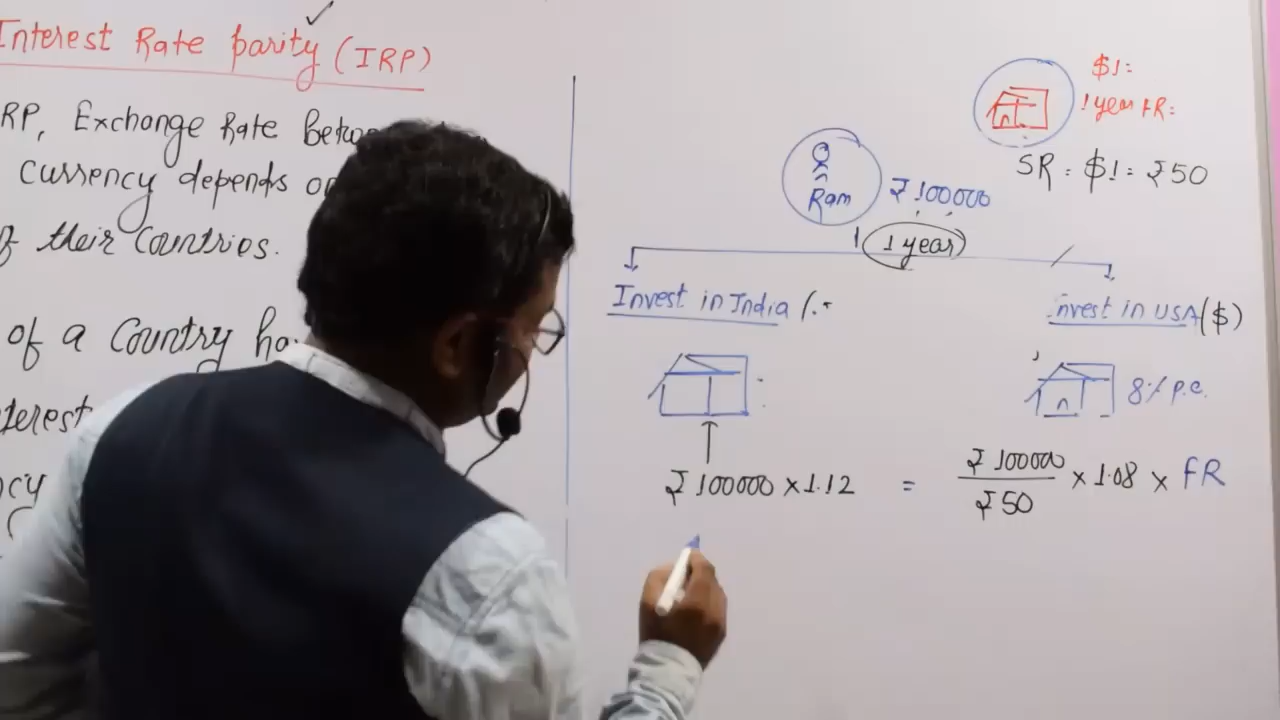 Interest Rate parity (IRP)
RP, Exchange Rate
currency depends
their Countries.
of a Country
$1:
1 year FR:
SR: $1: ₹50
Ram
₹100000
1 year
Invest in India (
nvest in USA($)
8% p.a.
₹100000 × 1.12 = ₹100000 × 1.08 × FR
₹50